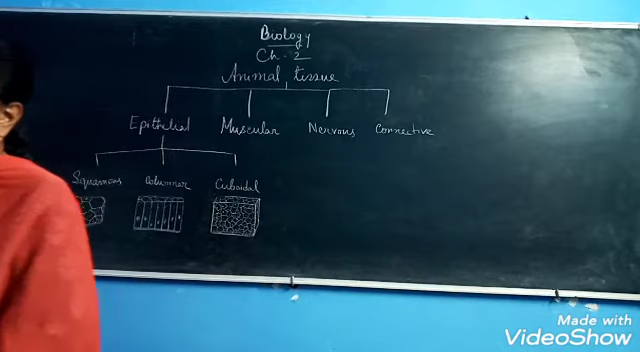 Biology
Ch - 2
Animal tissue
Epithelial Muscular Nervous Connective
Squamous Columnar Cuboidal
Made with
VideoShow